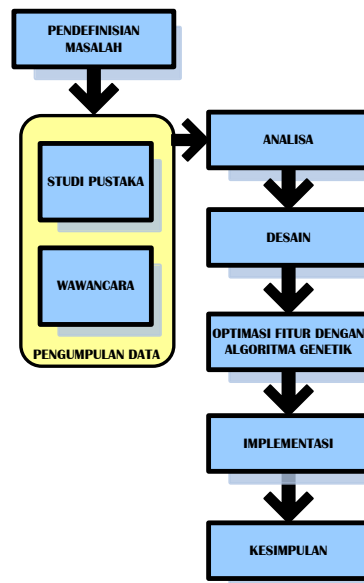 PENDEFINISIAN
MASALAH
STUDI PUSTAKA
WAWANCARA
PENGUMPULAN DATA
ANALISA
DESAIN
OPTIMASI FITUR DENGAN
ALGORITMA GENETIK
IMPLEMENTASI
KESIMPULAN